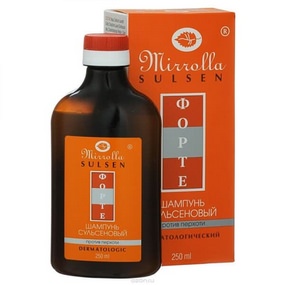 Mirrolla
SULSEN
ФОРТЕ
ШАМПУНЬ
СУЛЬСЕНОВЫЙ
против перхоти
DERMATOLOGIC
250 ml
Mirrolla ®
SULSEN
ФОРТЕ
ШАМПУНЬ
СУЛЬСЕНОВЫЙ
против перхоти
250 ml